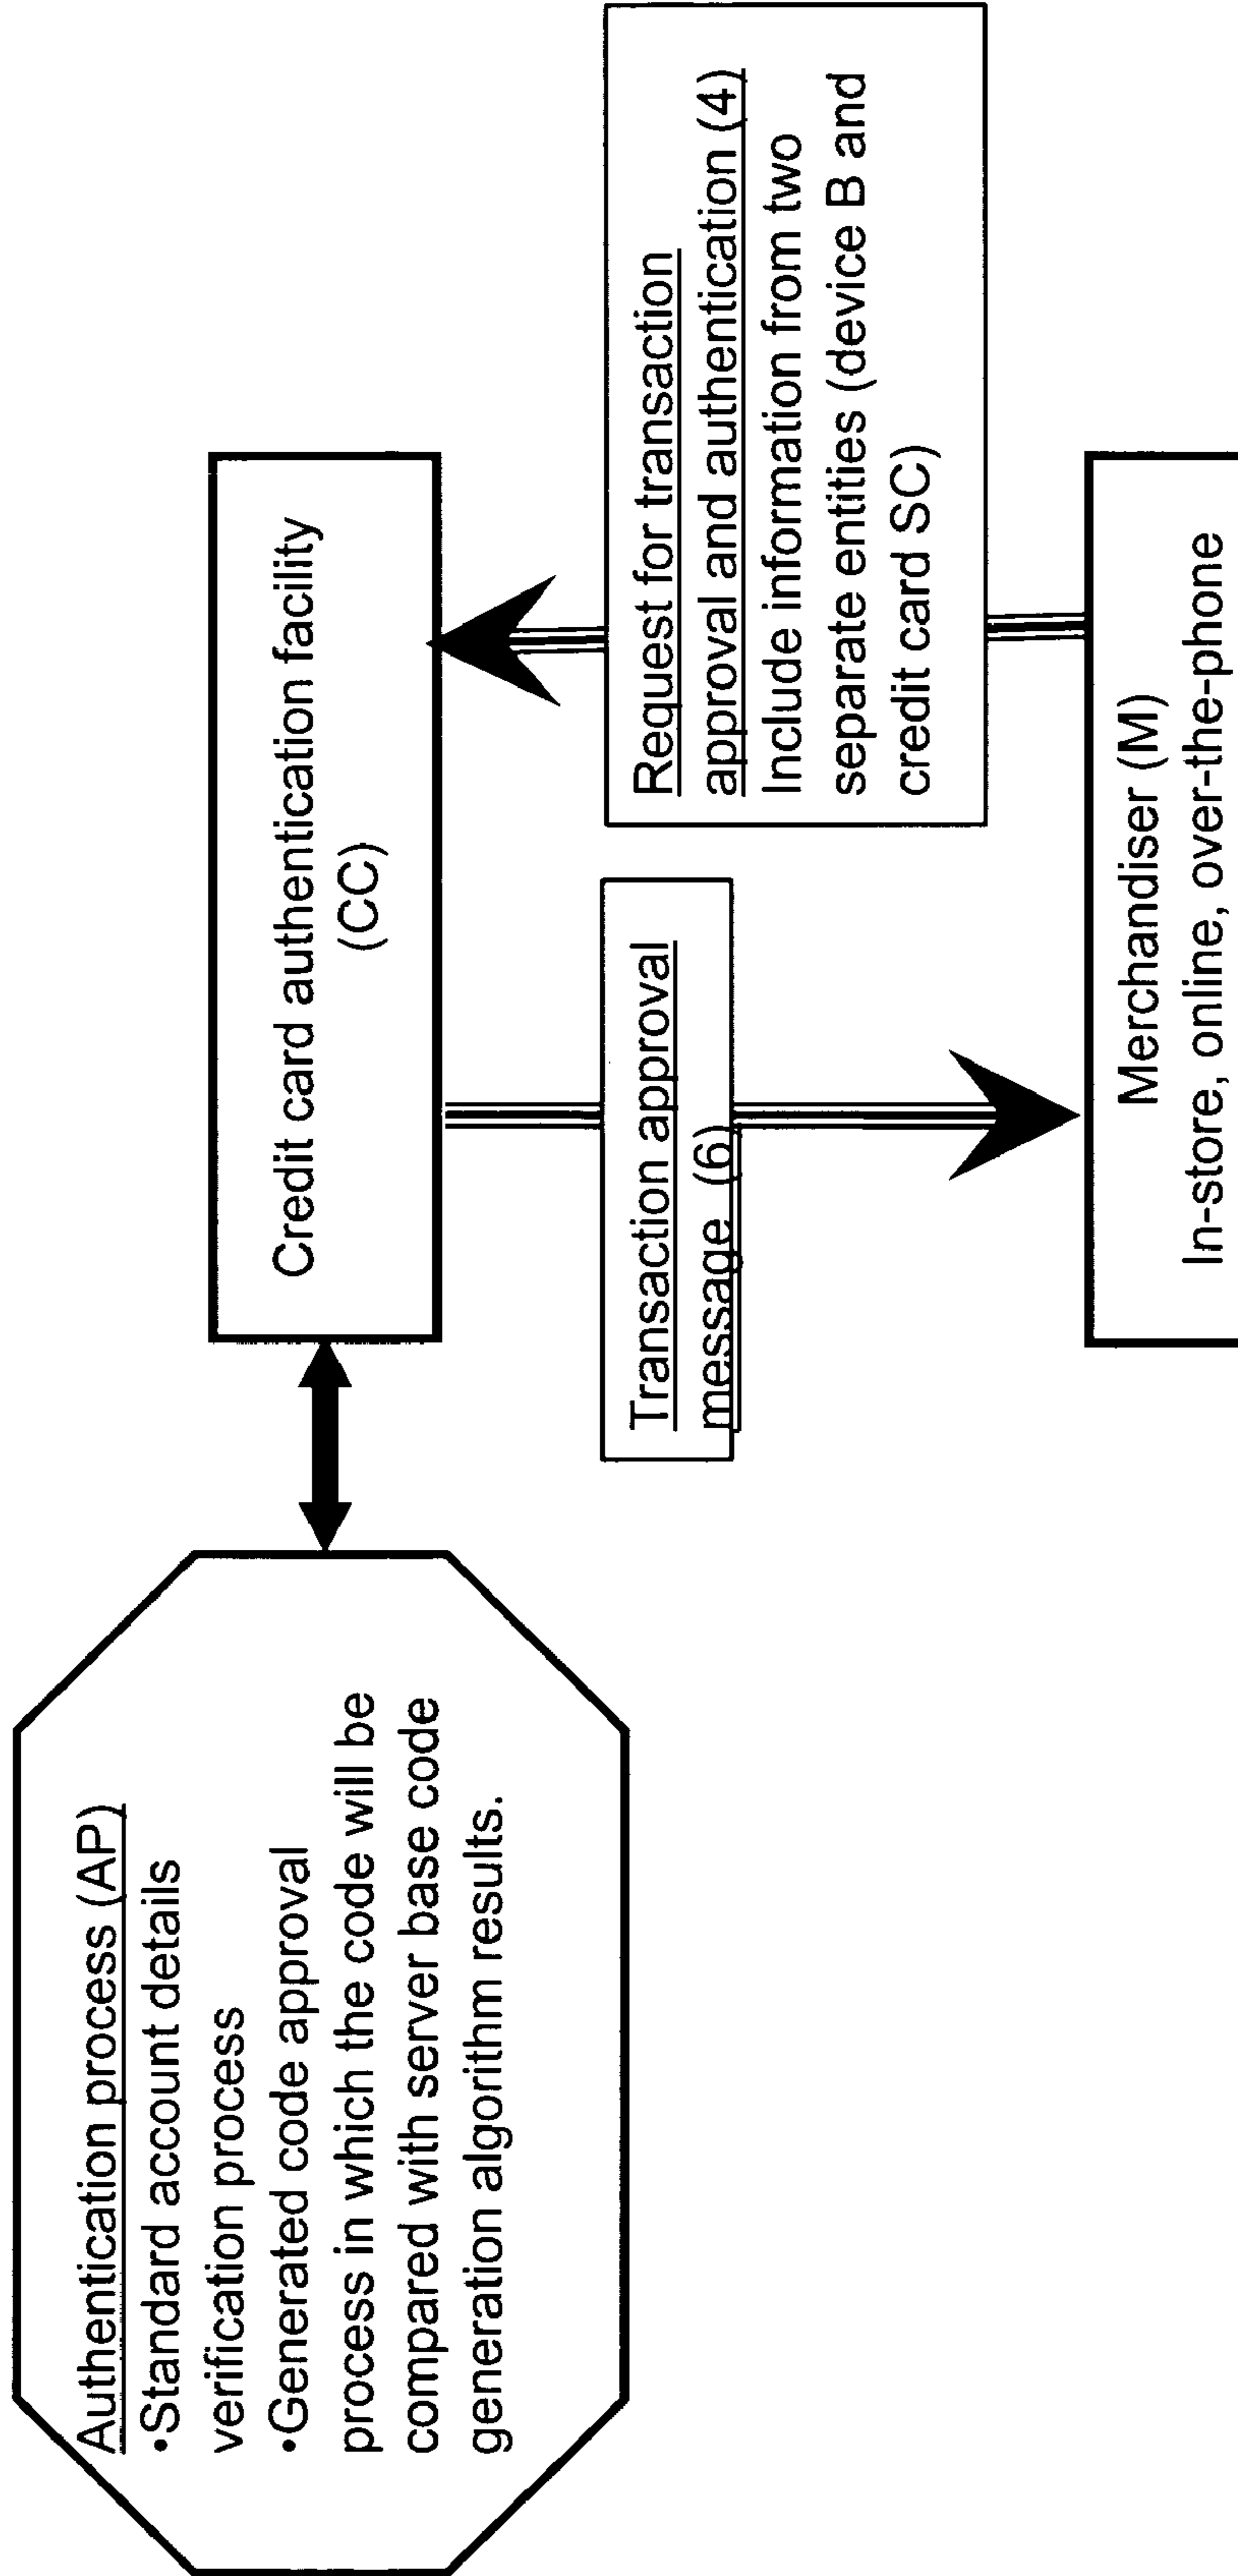 Authentication process (AP)
•Standard account details
verification process
•Generated code approval
process in which the code will be
compared with server base code
generation algorithm results.
Credit card authentication facility
(CC)
Transaction approval
message (6)
Request for transaction
approval and authentication (4)
Include information from two
separate entities (device B and
credit card SC)
Merchandiser (M)
In-store, online, over-the-phone